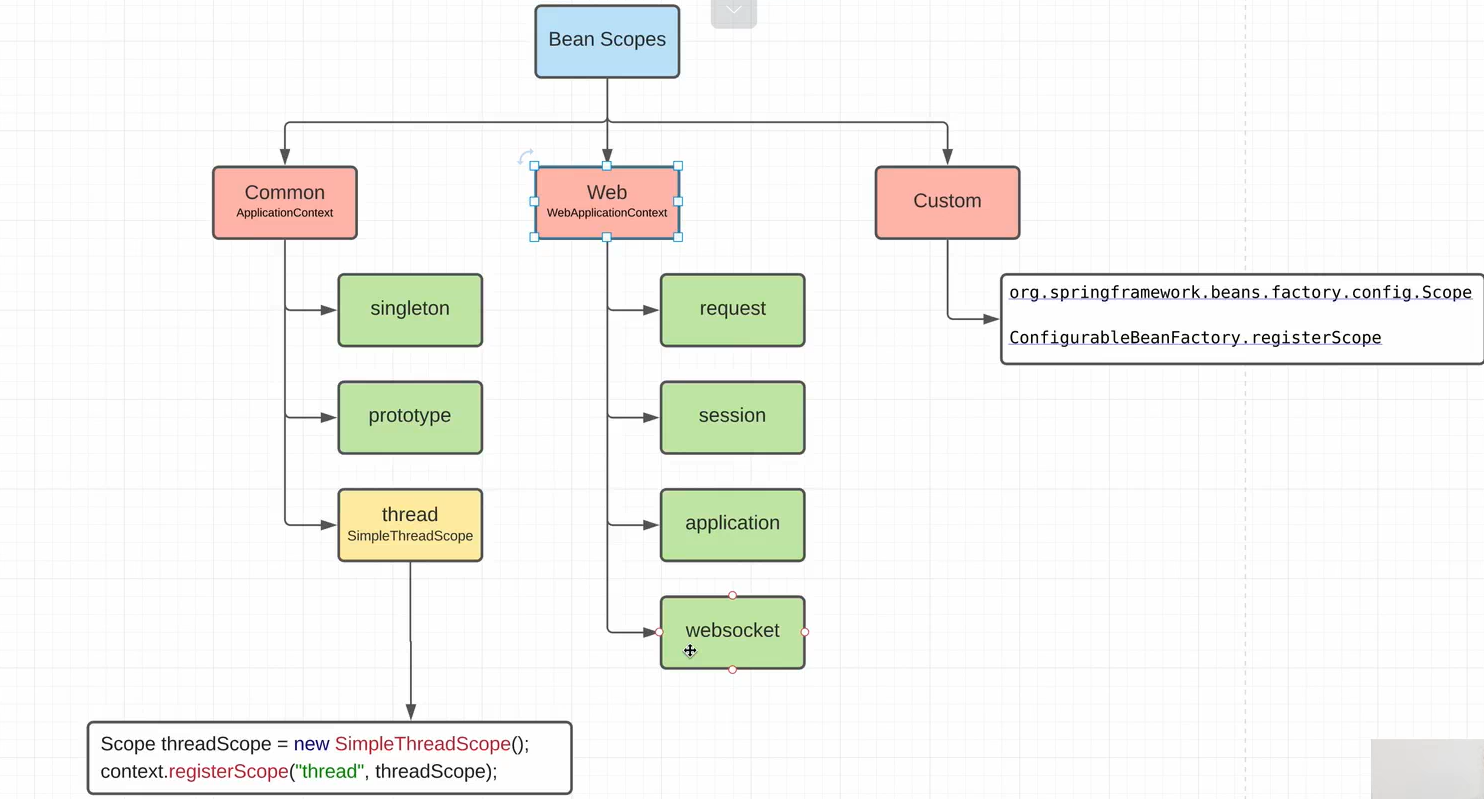 Bean Scopes
Common
ApplicationContext
Web
WebApplicationContext
Custom
singleton
request
org.springframework.beans.factory.config.Scope
ConfigurableBeanFactory.registerScope
prototype
session
thread
SimpleThreadScope
application
websocket
Scope threadScope = new SimpleThreadScope();
context.registerScope("thread", threadScope);